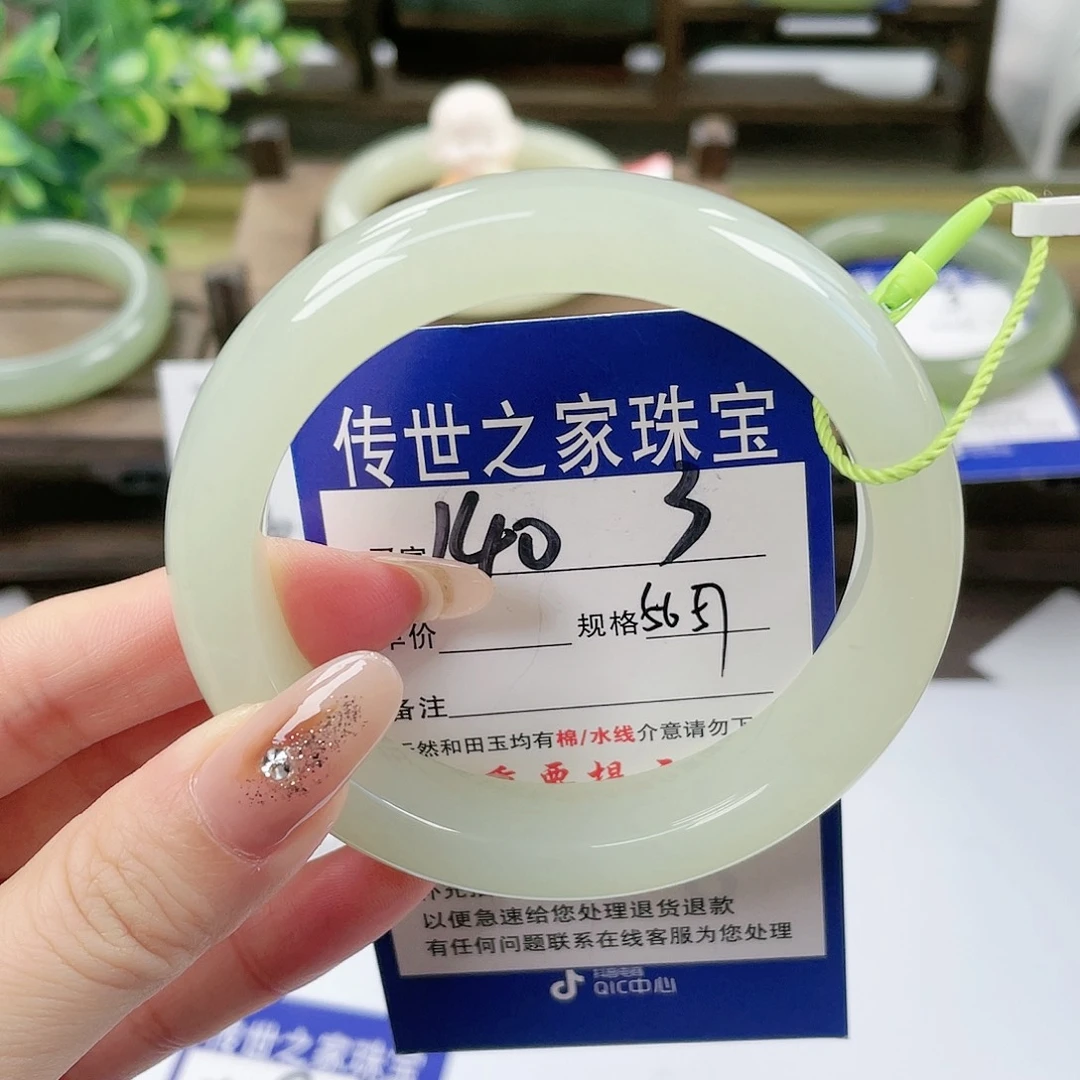 传世之家珠宝
140 3
价
规格 56
备注
然和田玉均有棉/水线介意请勿下
以便急速给您处理退货退款
有任何问题联系在线客服为您处理
QIC中心
传世之家珠宝